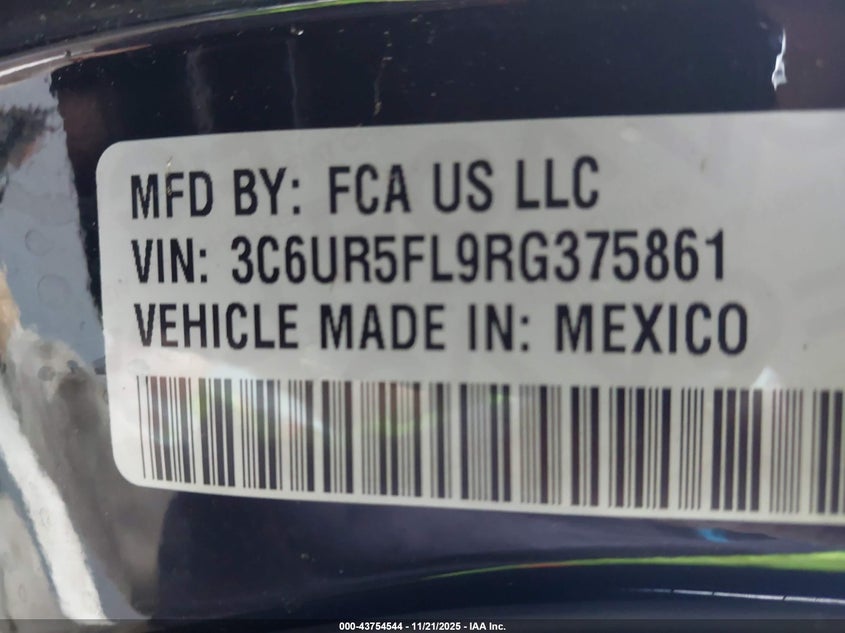 MFD BY: FCA US LLC
VIN: 3C6UR5FL9RG375861
VEHICLE MADE IN: MEXICO
000-43754544 --- 11/21/2025 --- IAA Inc.